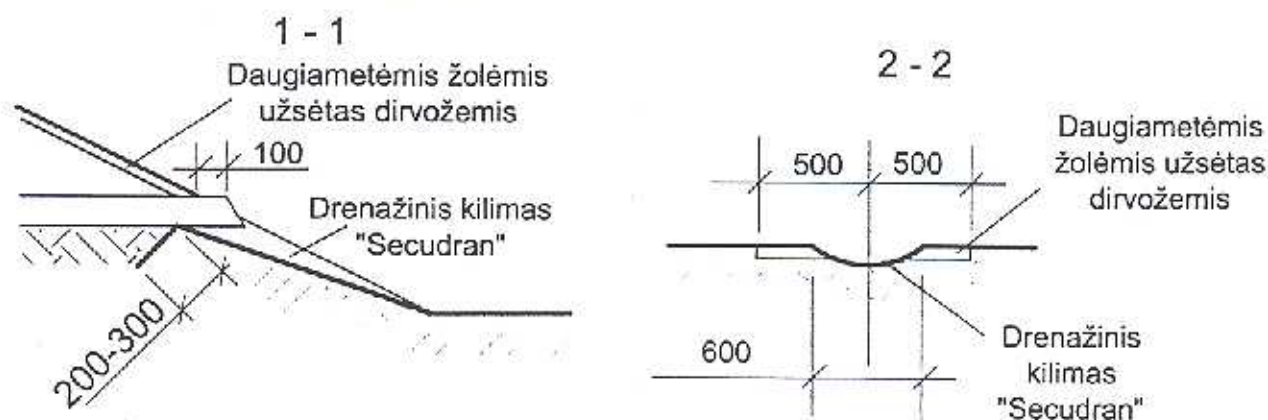 1 - 1
Daugiametėmis žolėmis
užsėtas dirvožemis
100
Drenažinis kilimas
"Secudran"
200-300
2 - 2
Daugiametėmis
žolėmis užsėtas
dirvožemis
500
500
600
Drenažinis
kilimas
"Secudran"